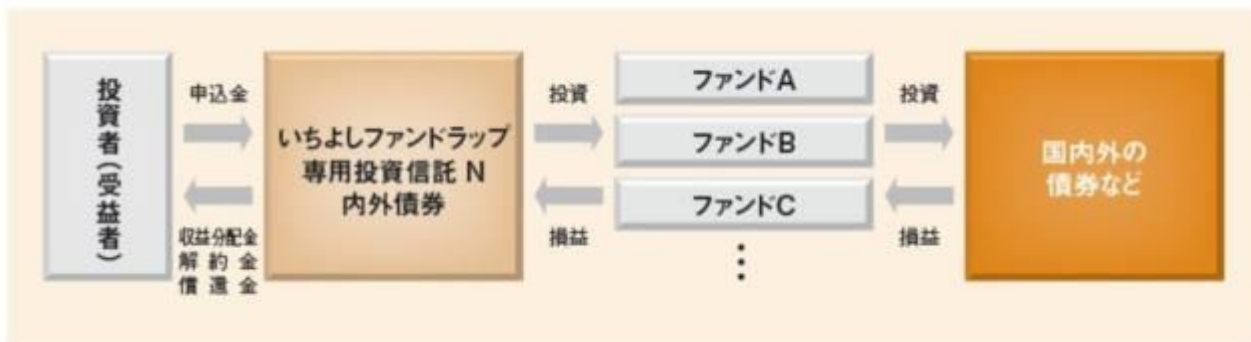 投資者(受益者)
申込金
収益分配金
解約金
償還金
いちよしファンドラップ
専用投資信託 N
内外債券
投資
損益
ファンドA
ファンドB
ファンドC
投資
損益
国内外の
債券など